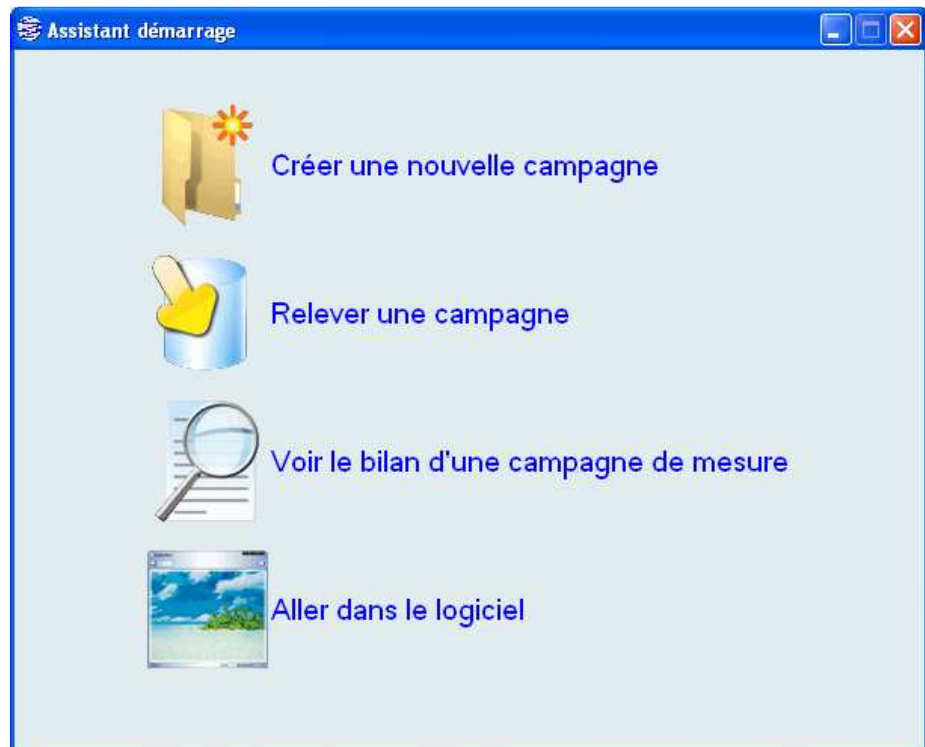 Assistant démarrage
Créer une nouvelle campagne
Relever une campagne
Voir le bilan d'une campagne de mesure
Aller dans le logiciel